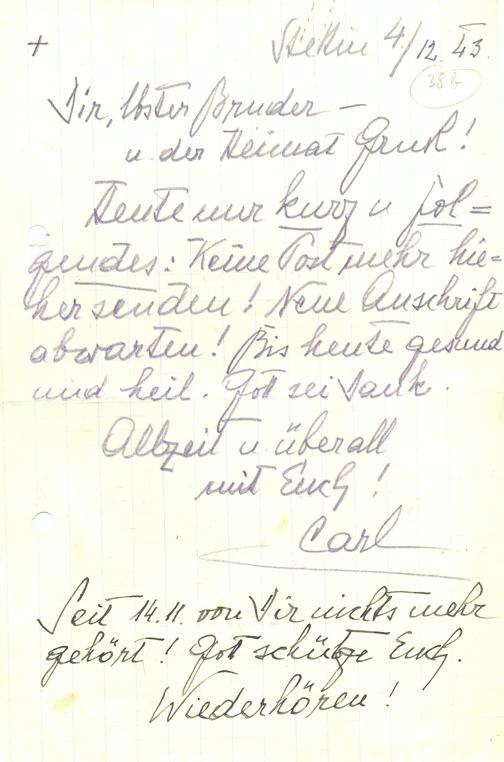 +
Stettin 4/12. 43.
38b
Dir, lbster Bruder –
u. der Heimat Gruß!
Heute nur kurz u. fol=
gendes: Keine Post mehr hie=
her senden! Neue Anschrift
abwarten! Bis heute gesund
und heil. Gott sei Dank.
Allzeit u. überall
mit Euch!
Carl
Seit 14.11. von Dir nichts mehr
gehört! Gott schütze Euch.
Wiederhören!